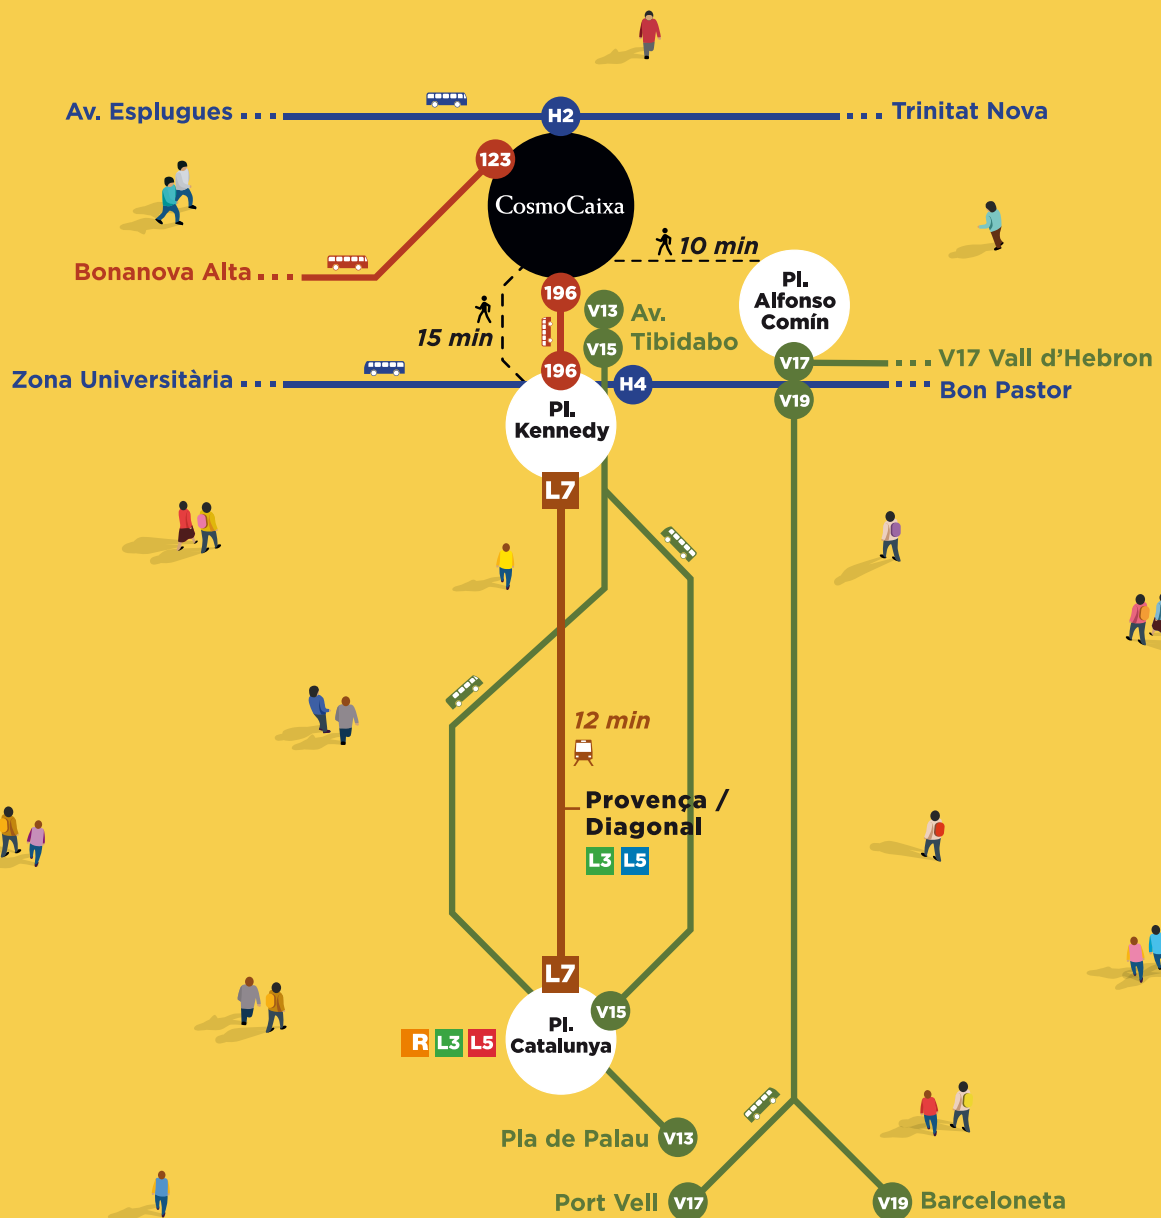 Av. Esplugues
H2
Trinitat Nova
123
CosmoCaixa
10 min
Bonanova Alta
Pl.
Alfonso
Comín
196
V13
Av.
Tibidabo
15 min
V15
V17
V17 Vall d'Hebron
Zona Universitària
196
H4
Bon Pastor
V19
Pl.
Kennedy
L7
12 min
Provença /
Diagonal
L3 L5
L7
V15
Pl.
Catalunya
R L3 L5
Pla de Palau V13
Port Vell V17
V19 Barceloneta